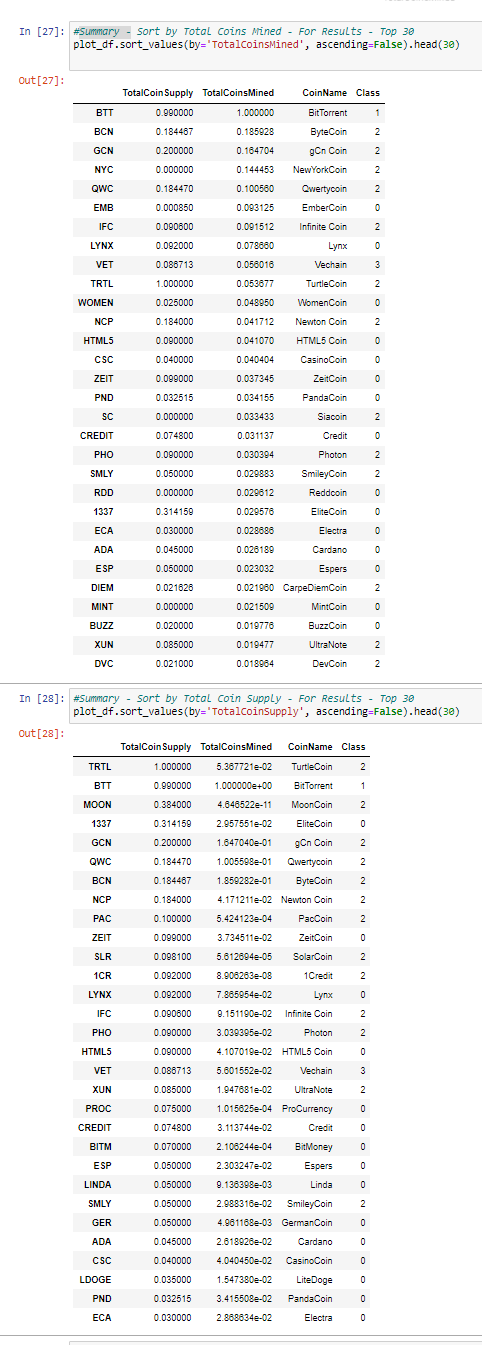 In [27]: #Summary - Sort by Total Coins Mined - For Results - Top 30
plot_df.sort_values(by='TotalCoinsMined', ascending=False).head(30)
Out[27]:
TotalCoinSupply TotalCoinsMined CoinName Class
BTT 0.990000 1.000000 BitTorrent 1
BCN 0.184467 0.185928 ByteCoin 2
GCN 0.200000 0.164704 gCn Coin 2
NYC 0.000000 0.144453 NewYorkCoin 2
QWC 0.184470 0.100560 Qwertycoin 2
EMB 0.000850 0.093125 EmberCoin 0
IFC 0.090600 0.091512 Infinite Coin 2
LYNX 0.092000 0.078660 Lynx 0
VET 0.086713 0.056016 Vechain 3
TRTL 1.000000 0.053677 TurtleCoin 2
WOMEN 0.025000 0.048950 WomenCoin 0
NCP 0.184000 0.041712 Newton Coin 2
HTML5 0.090000 0.041070 HTML5 Coin 0
CSC 0.040000 0.040404 CasinoCoin 0
ZEIT 0.099000 0.037345 ZeitCoin 0
PND 0.032515 0.034155 PandaCoin 0
SC 0.000000 0.033433 Siacoin 2
CREDIT 0.074800 0.031137 Credit 0
PHO 0.090000 0.030394 Photon 2
SMLY 0.050000 0.029883 SmileyCoin 2
RDD 0.000000 0.029612 Reddcoin 0
1337 0.314159 0.029576 EliteCoin 0
ECA 0.030000 0.028686 Electra 0
ADA 0.045000 0.026189 Cardano 0
ESP 0.050000 0.023032 Espers 0
DIEM 0.021626 0.021960 CarpeDiemCoin 2
MINT 0.000000 0.021509 MintCoin 0
BUZZ 0.020000 0.019776 BuzzCoin 0
XUN 0.085000 0.019477 UltraNote 2
DVC 0.021000 0.018964 DevCoin 2
In [28]: #Summary - Sort by Total Coin Supply - For Results - Top 30
plot_df.sort_values(by='TotalCoinSupply', ascending=False).head(30)
Out[28]:
TotalCoinSupply TotalCoinsMined CoinName Class
TRTL 1.000000 5.367721e-02 TurtleCoin 2
BTT 0.990000 1.000000e+00 BitTorrent 1
MOON 0.384000 4.646522e-11 MoonCoin 2
1337 0.314159 2.957551e-02 EliteCoin 0
GCN 0.200000 1.647040e-01 gCn Coin 2
QWC 0.184470 1.005598e-01 Qwertycoin 2
BCN 0.184467 1.859282e-01 ByteCoin 2
NCP 0.184000 4.171211e-02 Newton Coin 2
PAC 0.100000 5.424123e-04 PacCoin 2
ZEIT 0.099000 3.734511e-02 ZeitCoin 0
SLR 0.098100 5.612694e-05 SolarCoin 2
1CR 0.092000 8.906263e-08 1Credit 2
LYNX 0.092000 7.865954e-02 Lynx 0
IFC 0.090600 9.151190e-02 Infinite Coin 2
PHO 0.090000 3.039395e-02 Photon 2
HTML5 0.090000 4.107019e-02 HTML5 Coin 0
VET 0.086713 5.601552e-02 Vechain 3
XUN 0.085000 1.947681e-02 UltraNote 2
PROC 0.075000 1.015625e-04 ProCurrency 0
CREDIT 0.074800 3.113744e-02 Credit 0
BITM 0.070000 2.106244e-04 BitMoney 0
ESP 0.050000 2.303247e-02 Espers 0
LINDA 0.050000 9.136398e-03 Linda 0
SMLY 0.050000 2.988316e-02 SmileyCoin 2
GER 0.050000 4.961168e-03 GermanCoin 0
ADA 0.045000 2.618926e-02 Cardano 0
CSC 0.040000 4.040450e-02 CasinoCoin 0
LDOGE 0.035000 1.547380e-02 LiteDoge 0
PND 0.032515 3.415508e-02 PandaCoin 0
ECA 0.030000 2.868634e-02 Electra 0